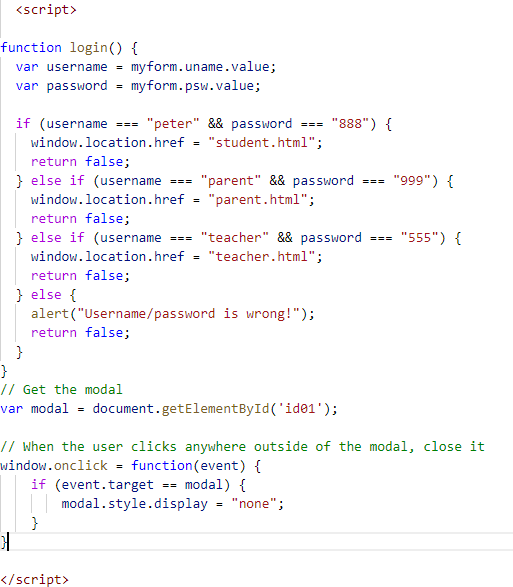 <script>
function login() {
var username = myform.uname.value;
var password = myform.psw.value;
if (username === "peter" && password === "888") {
window.location.href = "student.html";
return false;
} else if (username === "parent" && password === "999") {
window.location.href = "parent.html";
return false;
} else if (username === "teacher" && password === "555") {
window.location.href = "teacher.html";
return false;
} else {
alert("Username/password is wrong!");
return false;
}
}
// Get the modal
var modal = document.getElementById('id01');
// When the user clicks anywhere outside of the modal, close it
window.onclick = function(event) {
if (event.target == modal) {
modal.style.display = "none";
}
}
</script>